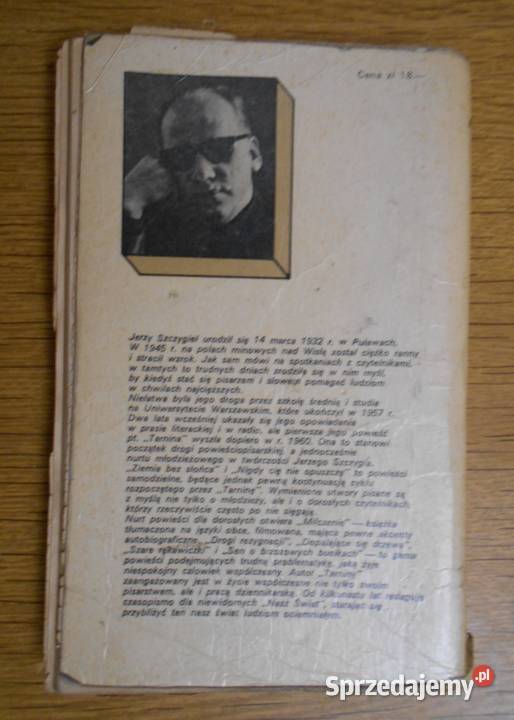 Cena zł 18.—
Jerzy Szczygieł urodził się 14 marca 1932 r. w Puławach.
W 1945 r. na polach minowych nad Wisłą został ciężko ranny
i stracił wzrok. Jak sam mówi na spotkaniach z czytelnikami,
w tamtych to trudnych dniach zrodziła się w nim myśl,
by kiedyś stać się pisarzem i słowem pomagać ludziom
w chwilach najcięższych.
Niełatwa była jego droga przez szkołę średnią i studia
na Uniwersytecie Warszawskim, które ukończył w 1957 r.
Dwa lata wcześniej ukazały się jego opowiadania
w prasie literackiej i w radio, ale pierwsza jego powieść
pt. „Tarnina" wyszła dopiero w r. 1960. Ona to stanowi
początek drogi powieściopisarskiej, a jednocześnie
nurtu młodzieżowego w twórczości Jerzego Szczygła.
„Ziemia bez słońca" i „Nigdy cię nie opuszczę" to powieści
samodzielne, będące jednak pewną kontynuacją cyklu
rozpoczętego przez „Tarninę". Wymienione utwory pisane są
z myślą nie tylko o młodzieży, ale i o dorosłych czytelnikach,
którzy rzeczywiście często po nie sięgają.
Nurt powieści dla dorosłych otwiera „Milczenie" — książka
tłumaczona na języki obce, filmowana, mająca pewne akcenty
autobiograficzne. „Drogi rezygnacji", „Dopalające się drzewa",
„Szare rękawiczki" i „Sen o brzozowych bucikach" — to
powieści podejmujących trudną problematykę, jaką żyje
niespokojny człowiek współczesny. Autor „Tarniny"
zaangażowany jest w życie współczesne nie tylko swoim
pisarstwem, ale i pracą dziennikarską. Od kilkunastu lat redaguje
czasopismo dla niewidomych „Nasz Świat", starając się
przybliżyć ten nasz świat ludziom ociemniałym.
Sprzedajemy.pl